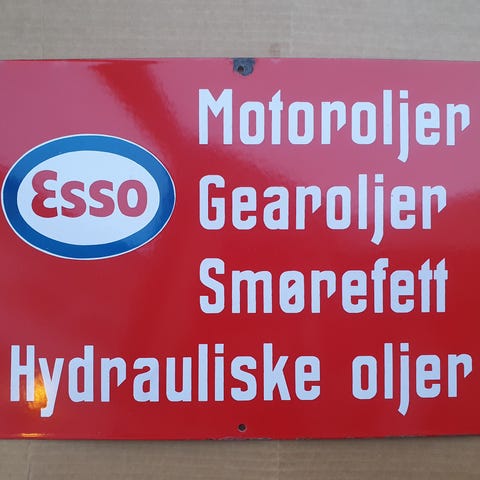 Esso
Motoroljer
Gearoljer
Smørefett
Hydrauliske oljer